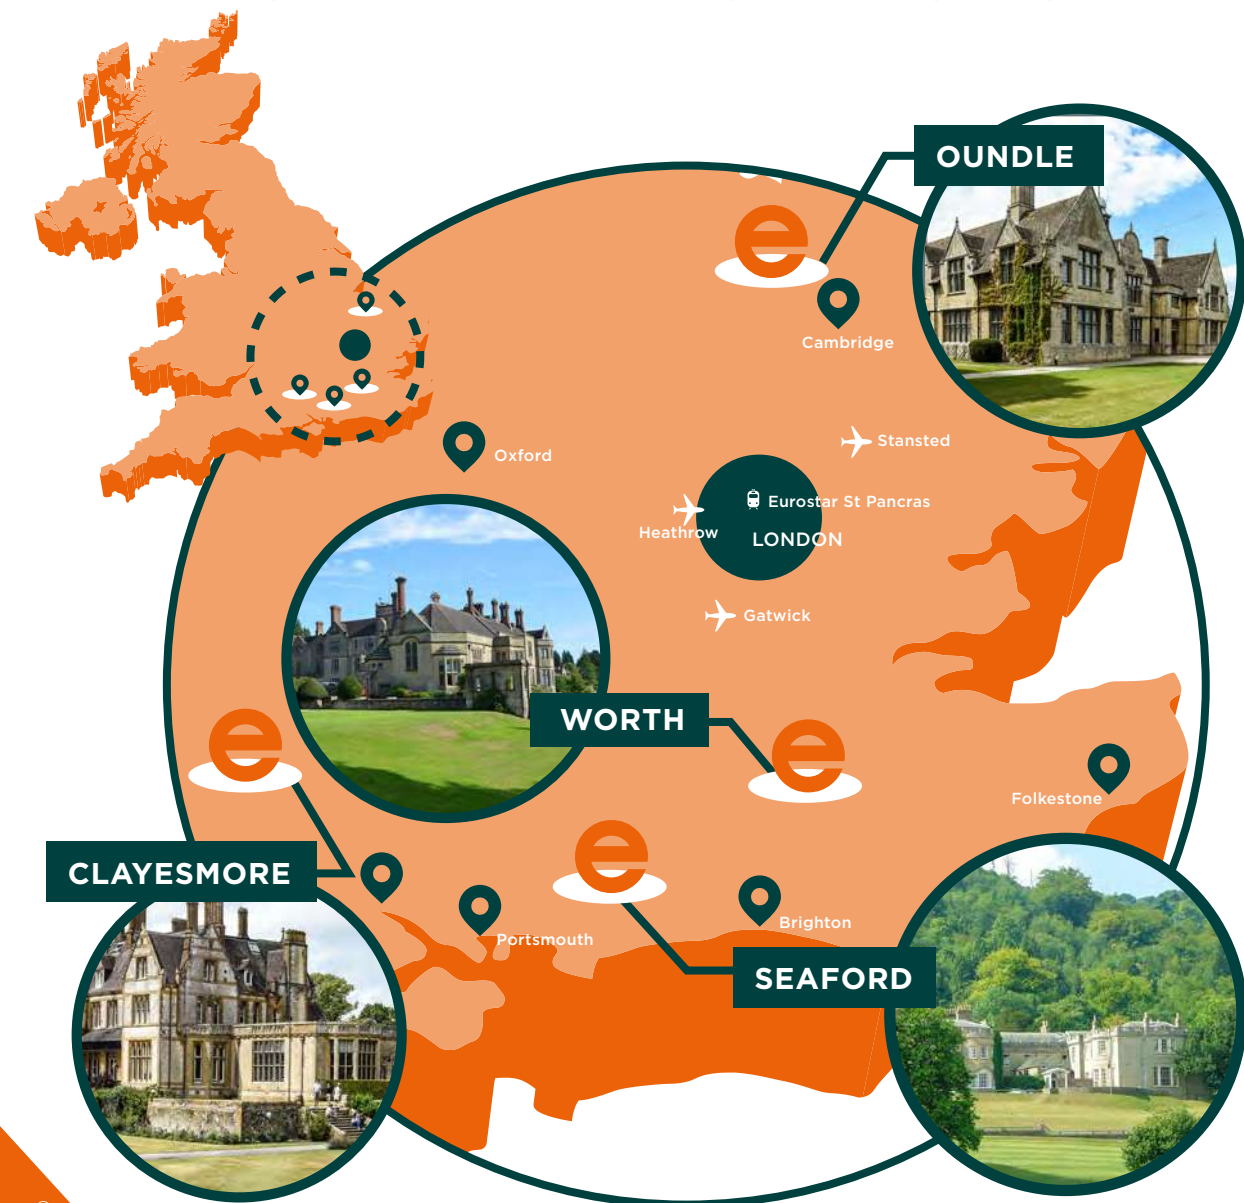 OUNDLE
e
Cambridge
Oxford
Stansted
Eurostar St Pancras
Heathrow
LONDON
Gatwick
WORTH
e
e
Folkestone
e
CLAYESMORE
Brighton
Portsmouth
SEAFORD